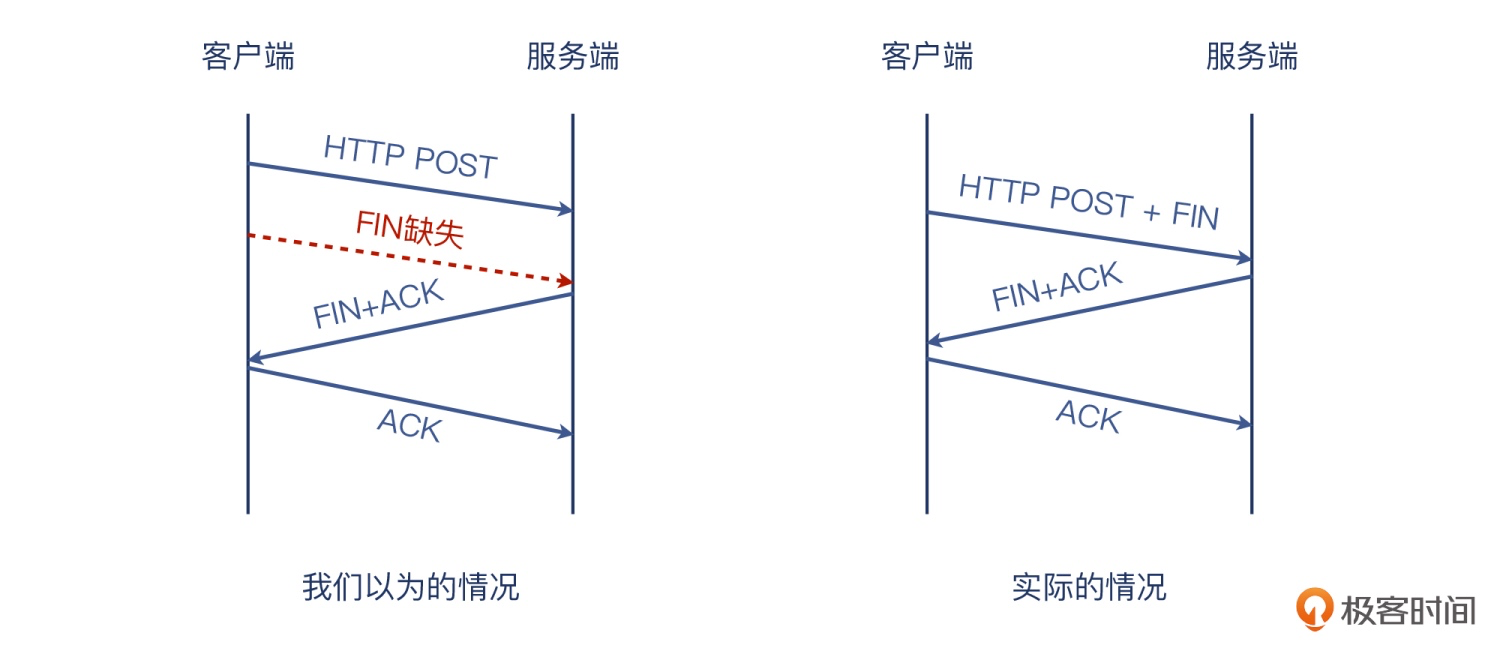 客户端
服务端
HTTP POST
FIN缺失
FIN+ACK
ACK
我们以为的情况
客户端
服务端
HTTP POST + FIN
FIN+ACK
ACK
实际的情况
极客时间